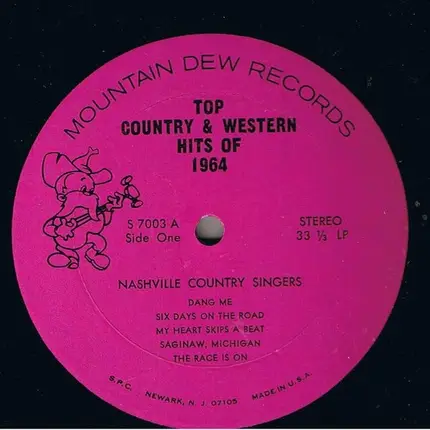 MOUNTAIN DEW RECORDS
TOP
COUNTRY & WESTERN
HITS OF
1964
S 7003 A
Side One
STEREO
33 ⅓ LP
NASHVILLE COUNTRY SINGERS
DANG ME
SIX DAYS ON THE ROAD
MY HEART SKIPS A BEAT
SAGINAW, MICHIGAN
THE RACE IS ON
S.P.C. NEWARK, N. J. 07105 MADE IN U.S.A.